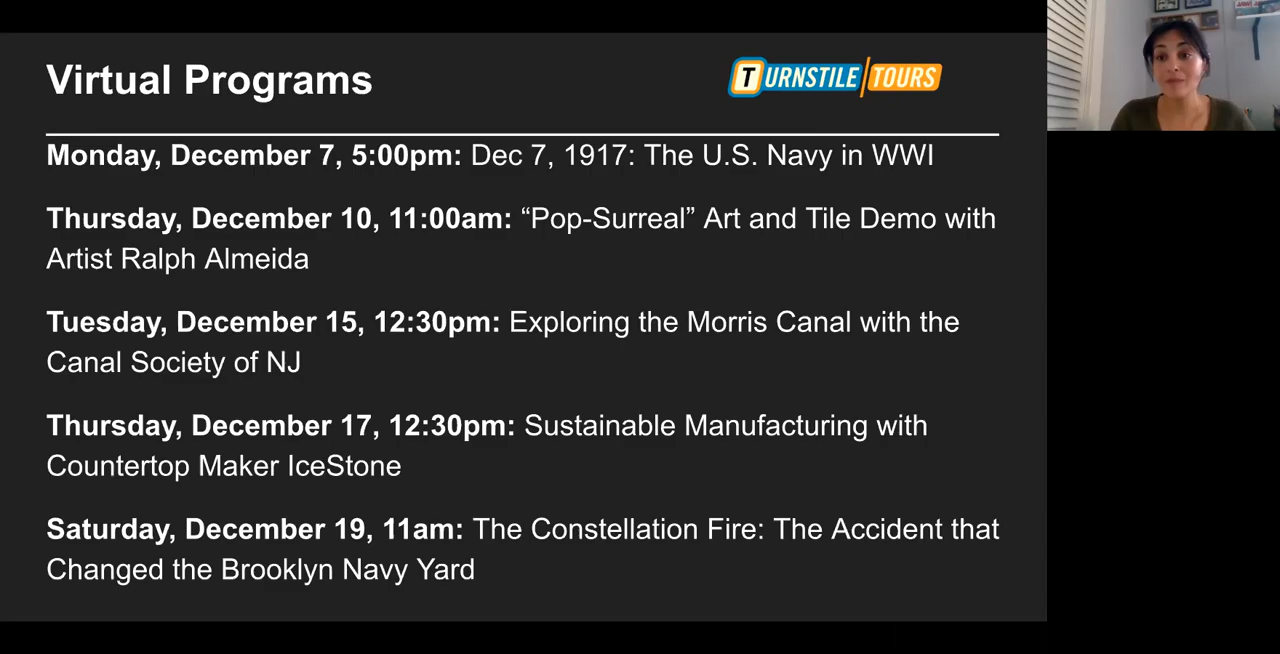 Virtual Programs
TURNSTILE TOURS
Monday, December 7, 5:00pm: Dec 7, 1917: The U.S. Navy in WWI
Thursday, December 10, 11:00am: “Pop-Surreal” Art and Tile Demo with
Artist Ralph Almeida
Tuesday, December 15, 12:30pm: Exploring the Morris Canal with the
Canal Society of NJ
Thursday, December 17, 12:30pm: Sustainable Manufacturing with
Countertop Maker IceStone
Saturday, December 19, 11am: The Constellation Fire: The Accident that
Changed the Brooklyn Navy Yard